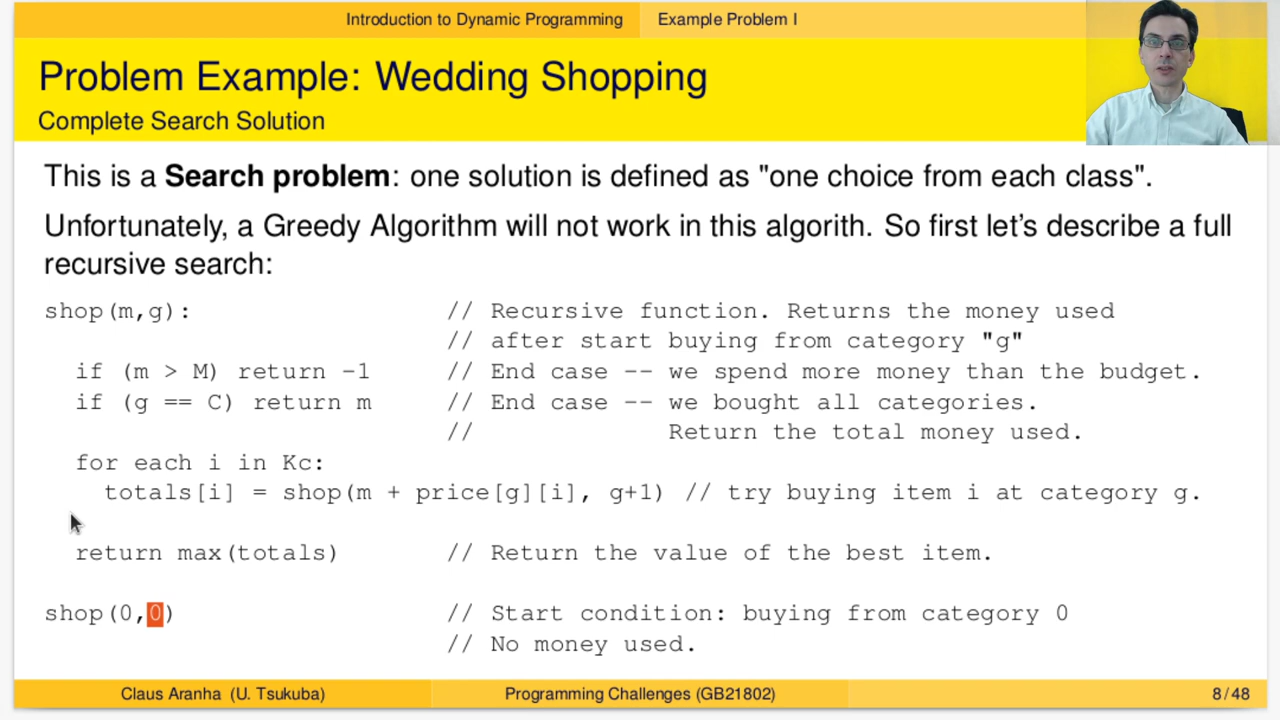 Introduction to Dynamic Programming Example Problem I
Problem Example: Wedding Shopping
Complete Search Solution
This is a Search problem: one solution is defined as "one choice from each class".
Unfortunately, a Greedy Algorithm will not work in this algorith. So first let's describe a full
recursive search:
shop(m,g): // Recursive function. Returns the money used
// after start buying from category "g"
if (m > M) return -1 // End case -- we spend more money than the budget.
if (g == C) return m // End case -- we bought all categories.
// Return the total money used.
for each i in Kc:
totals[i] = shop(m + price[g][i], g+1) // try buying item i at category g.
return max(totals) // Return the value of the best item.
shop(0,0) // Start condition: buying from category 0
// No money used.
Claus Aranha (U. Tsukuba) Programming Challenges (GB21802) 8/48